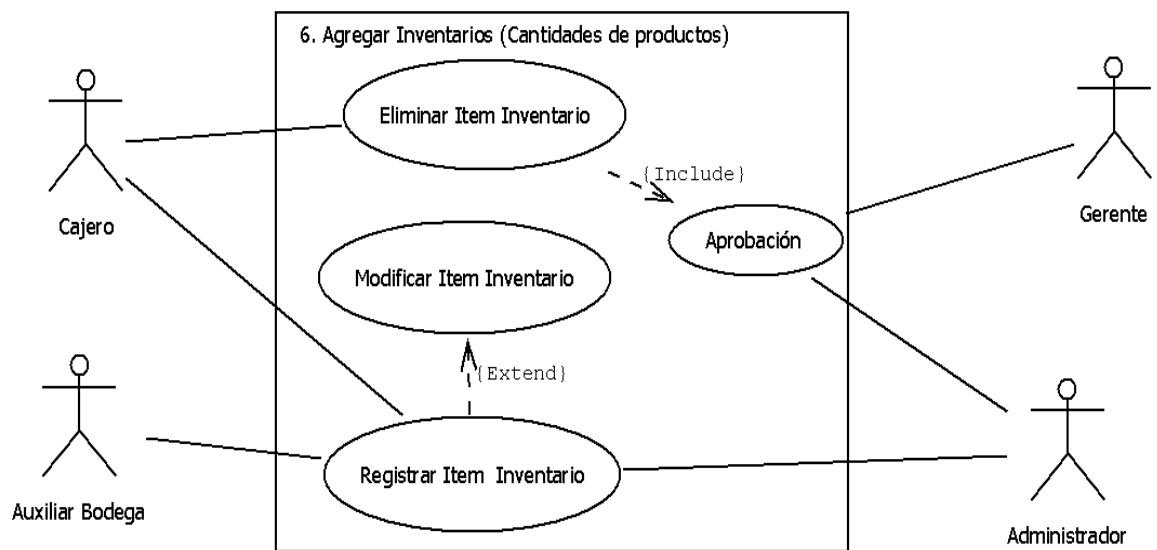 6. Agregar Inventarios (Cantidades de productos)
Eliminar Item Inventario
{Include}
Cajero
Aprobación
Gerente
Modificar Item Inventario
{Extend}
Registrar Item Inventario
Auxiliar Bodega
Administrador